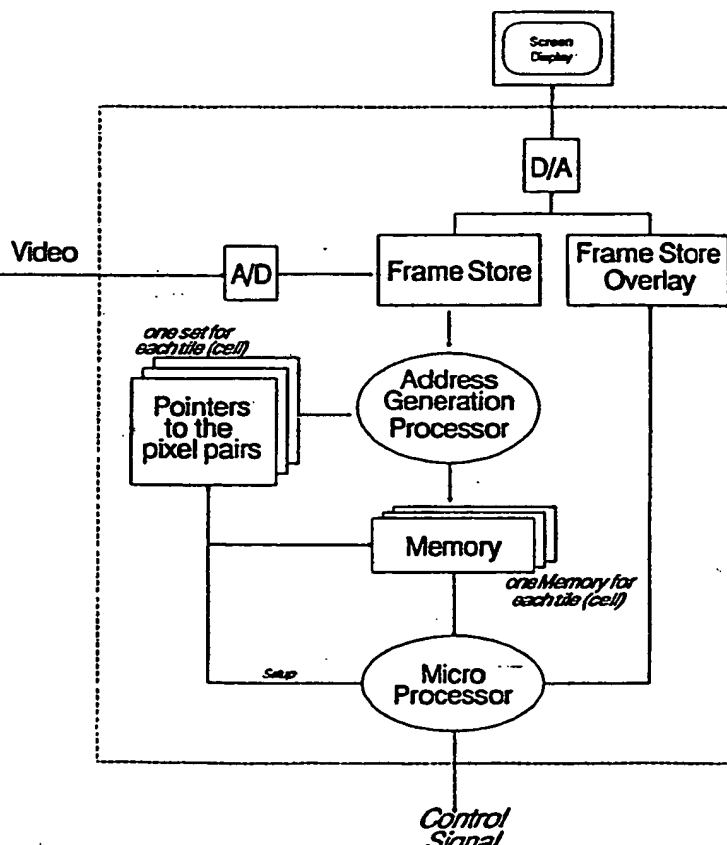 Screen
Display
D/A
Video
A/D
Frame Store
Frame Store
Overlay
one set for
each tile (cell)
Pointers
to the
pixel pairs
Address
Generation
Processor
Memory
one Memory for
each tile (cell)
Setup
Micro
Processor
Control
Signal